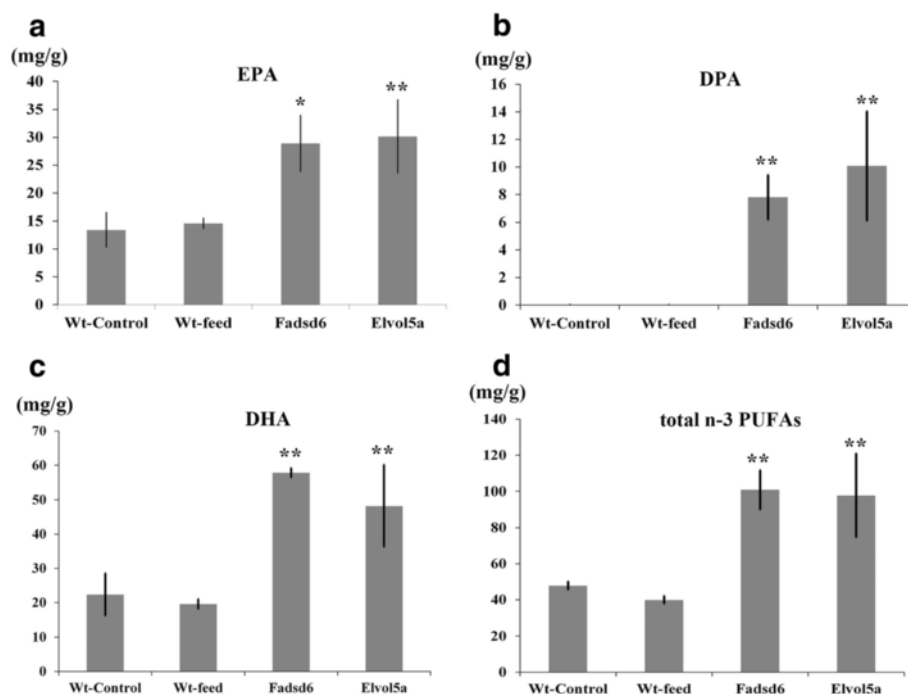 a
(mg/g)
EPA
40
35
30
25
20
15
10
5
0
*
**
Wt-Control Wt-feed Fadsd6 Elvol5a
b
(mg/g)
DPA
16
14
12
10
8
6
4
2
0
**
**
Wt-Control Wt-feed Fadsd6 Elvol5a
c
(mg/g)
DHA
70
60
50
40
30
20
10
0
**
**
Wt-Control Wt-feed Fadsd6 Elvol5a
d
(mg/g)
total n-3 PUFAs
140
120
100
80
60
40
20
0
**
**
Wt-Control Wt-feed Fadsd6 Elvol5a